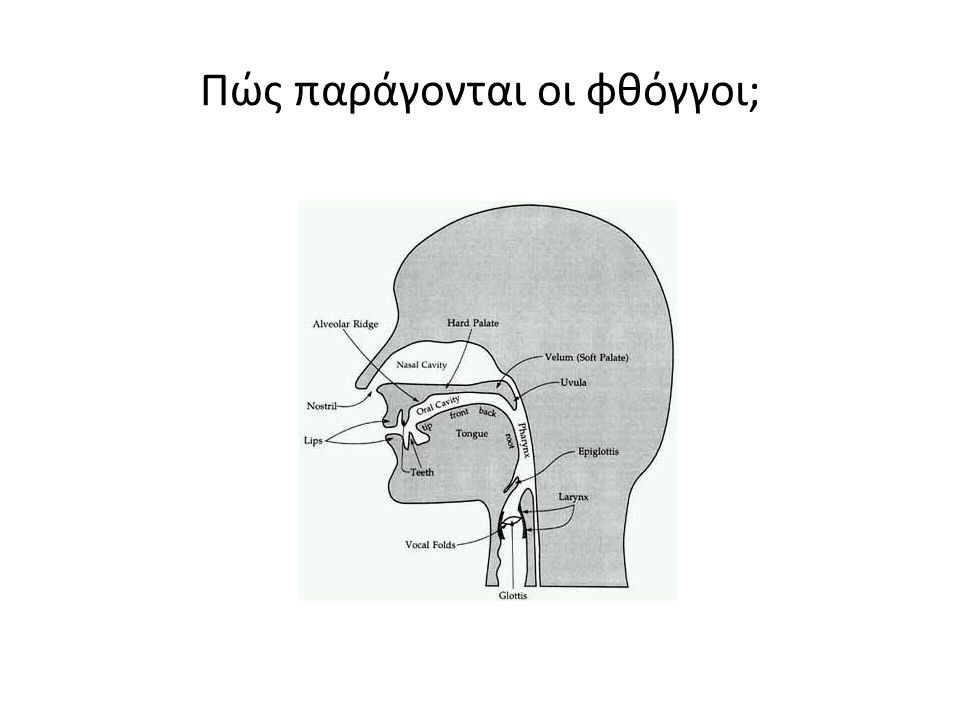 Πώς παράγονται οι φθόγγοι;
Alveolar Ridge
Hard Palate
Nasal Cavity
Velum (Soft Palate)
Uvula
Nostril
Oral Cavity
tip
front
back
root
Tongue
Pharynx
Lips
Teeth
Epiglottis
Larynx
Vocal Folds
Glottis